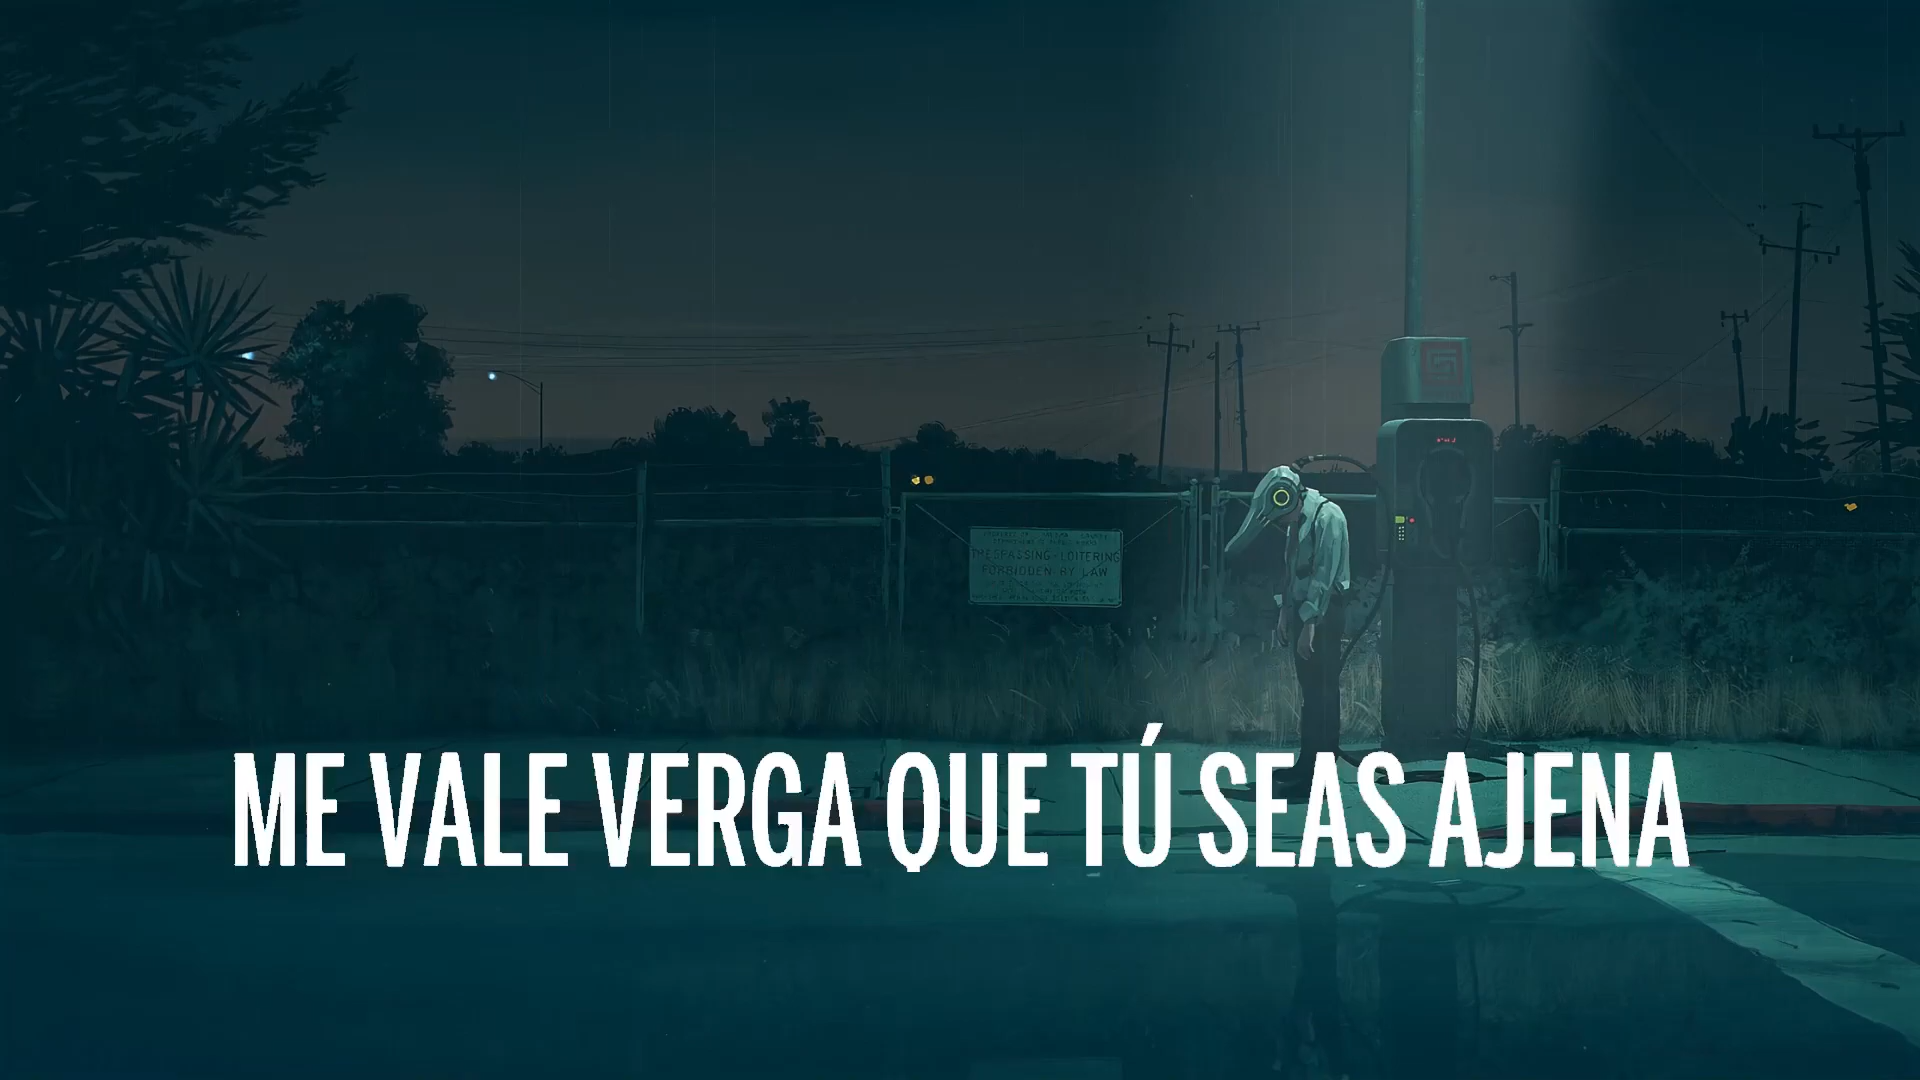 TRESPASSING-LOITERING
FORBIDDEN BY LAW
ME VALE VERGA QUE TÚ SEAS AJENA